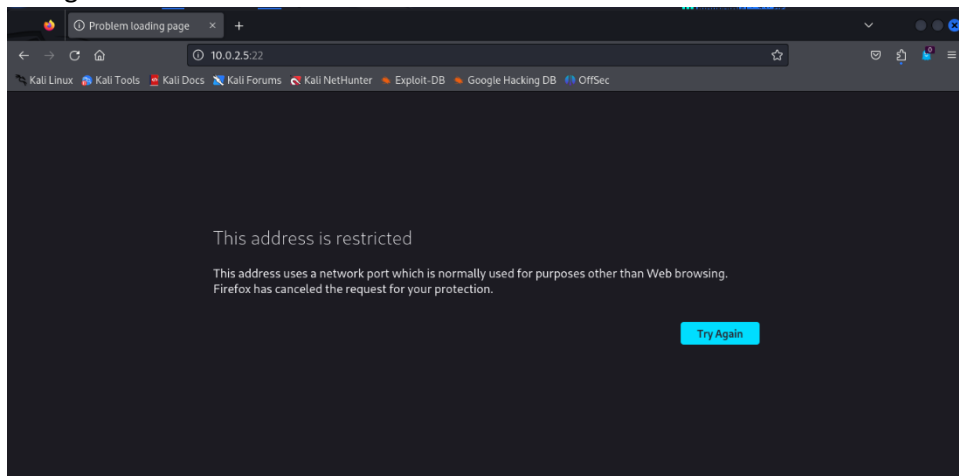 Problem loading page
10.0.2.5:22
Kali Linux Kali Tools Kali Docs Kali Forums Kali NetHunter Exploit-DB Google Hacking DB OffSec
This address is restricted
This address uses a network port which is normally used for purposes other than Web browsing.
Firefox has canceled the request for your protection.
Try Again